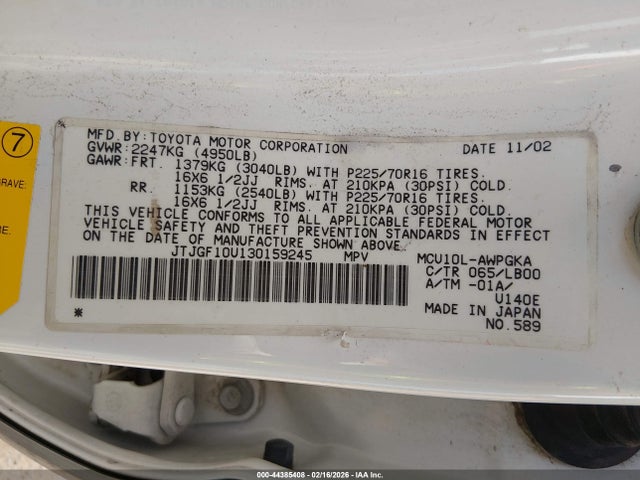 7
GRAVE.
MFD.BY:TOYOTA MOTOR CORPORATION DATE 11/02
GVWR:2247KG (4950LB)
GAWR:FRT. 1379KG (3040LB) WITH P225/70R16 TIRES.
16X6 1/2JJ RIMS. AT 210KPA (30PSI) COLD.
RR. 1153KG (2540LB) WITH P225/70R16 TIRES.
16X6 1/2JJ RIMS. AT 210KPA (30PSI) COLD.
THIS VEHICLE CONFORMS TO ALL APPLICABLE FEDERAL MOTOR
VEHICLE SAFETY AND THEFT PREVENTION STANDARDS IN EFFECT
ON THE DATE OF MANUFACTURE SHOWN ABOVE.
JTJGF10U130159245 MPV MCU10L-AWPGKA
C/TR 065/LB00
A/TM -01A/
U140E
MADE IN JAPAN
NO.589
*
000-44385408 - 02/16/2026 - IAA Inc.